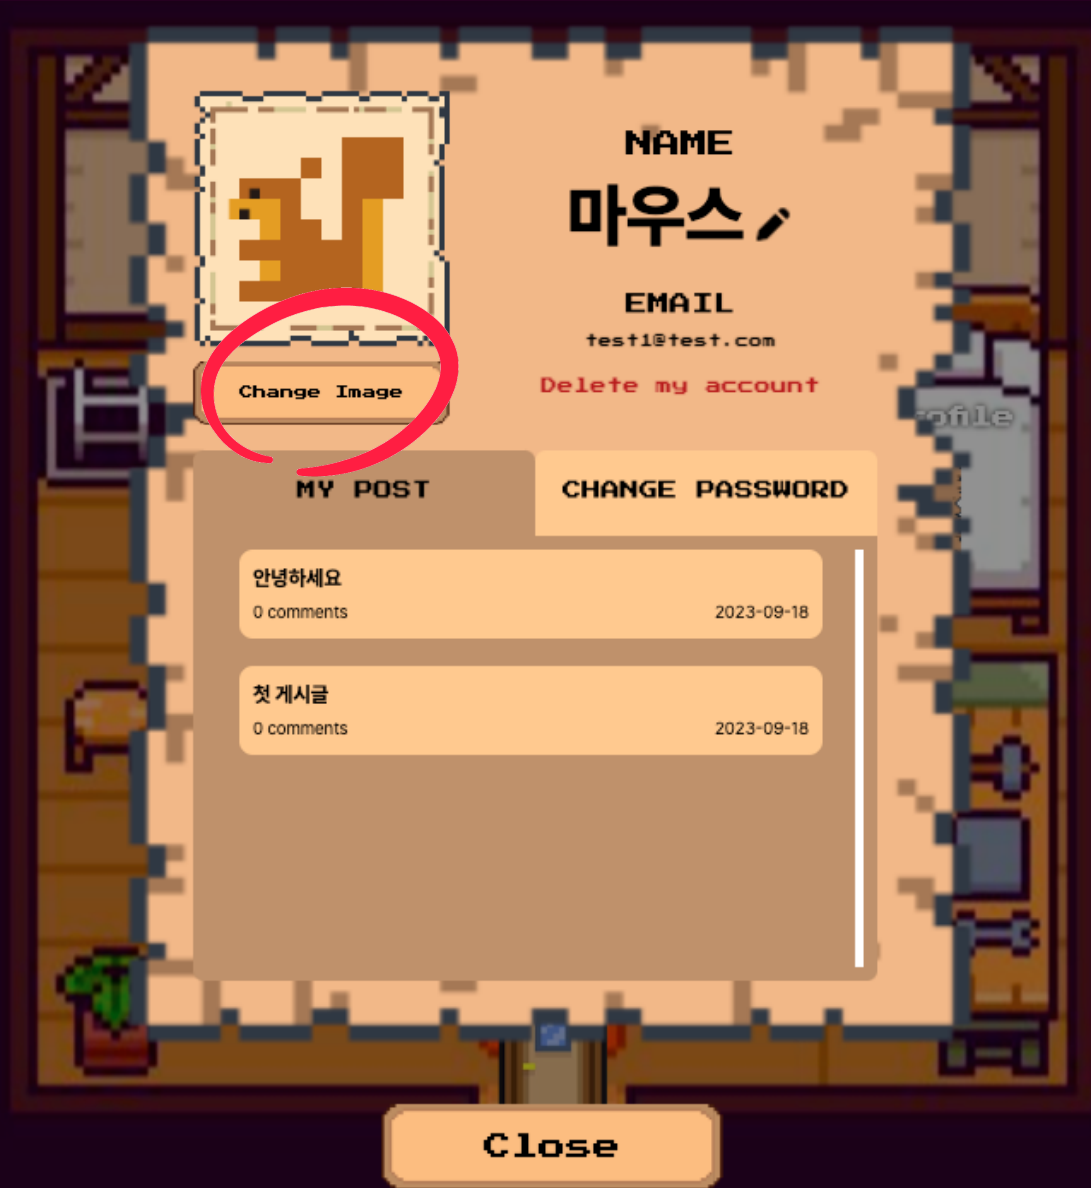 NAME
마우스
EMAIL
test1@test.com
Change Image
Delete my account
rofile
MY POST
CHANGE PASSWORD
안녕하세요
0 comments
2023-09-18
첫 게시글
0 comments
2023-09-18
Close